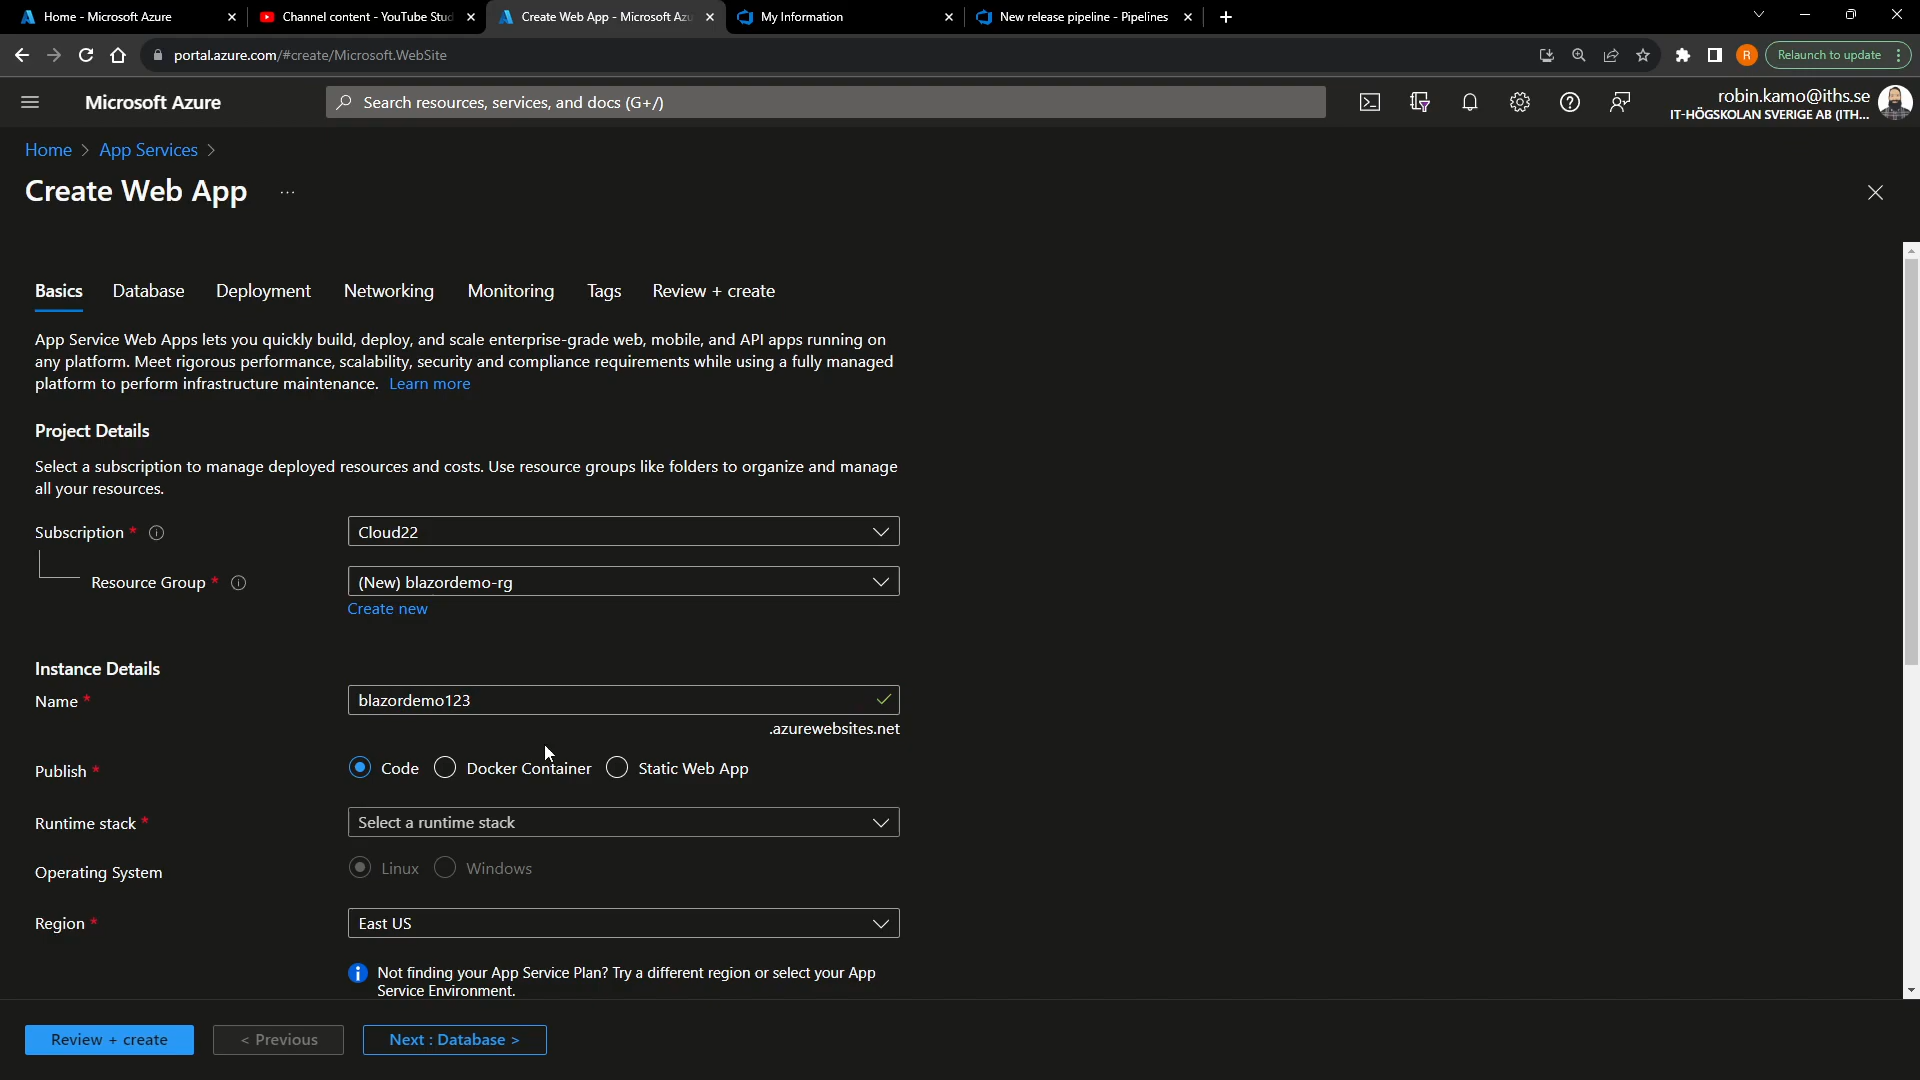 Home - Microsoft Azure
Channel content - YouTube Stud
Create Web App - Microsoft Azu
My Information
New release pipeline - Pipelines
portal.azure.com/#create/Microsoft.WebSite
R
Relaunch to update
Microsoft Azure
Search resources, services, and docs (G+/)
robin.kamo@iths.se
IT-HÖGSKOLAN SVERIGE AB (ITH...
Home > App Services >
Create Web App ...
Basics Database Deployment Networking Monitoring Tags Review + create
App Service Web Apps lets you quickly build, deploy, and scale enterprise-grade web, mobile, and API apps running on
any platform. Meet rigorous performance, scalability, security and compliance requirements while using a fully managed
platform to perform infrastructure maintenance. Learn more
Project Details
Select a subscription to manage deployed resources and costs. Use resource groups like folders to organize and manage
all your resources.
Subscription *
Cloud22
Resource Group *
(New) blazordemo-rg
Create new
Instance Details
Name *
blazordemo123
.azurewebsites.net
Publish *
Code Docker Container Static Web App
Runtime stack *
Select a runtime stack
Operating System
Linux Windows
Region *
East US
Not finding your App Service Plan? Try a different region or select your App
Service Environment.
Review + create
< Previous
Next : Database >